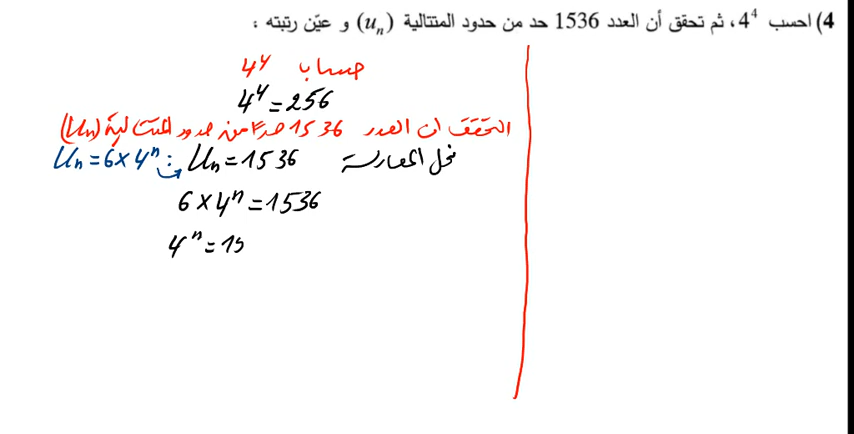 4) احسب 4⁴ ، ثم تحقق أن العدد 1536 حد من حدود المتتالية (uₙ) و عيّن رتبته :
حساب 4⁴
4⁴ = 256
التحقق ان العدد 1536 حدًا من حدود المتتالية (Uₙ)
نحل المعادلة Uₙ = 1536 : Uₙ = 6 × 4ⁿ
6 × 4ⁿ = 1536
4ⁿ = 15